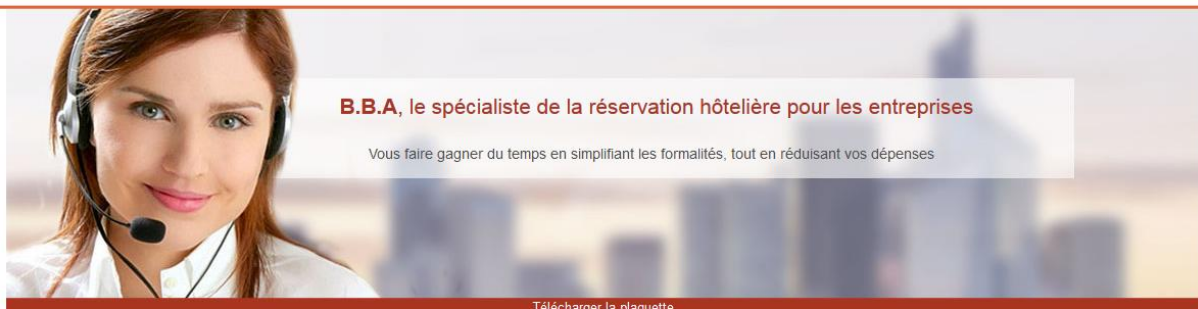 B.B.A, le spécialiste de la réservation hôtelière pour les entreprises
Vous faire gagner du temps en simplifiant les formalités, tout en réduisant vos dépenses
Télécharger la plaquette